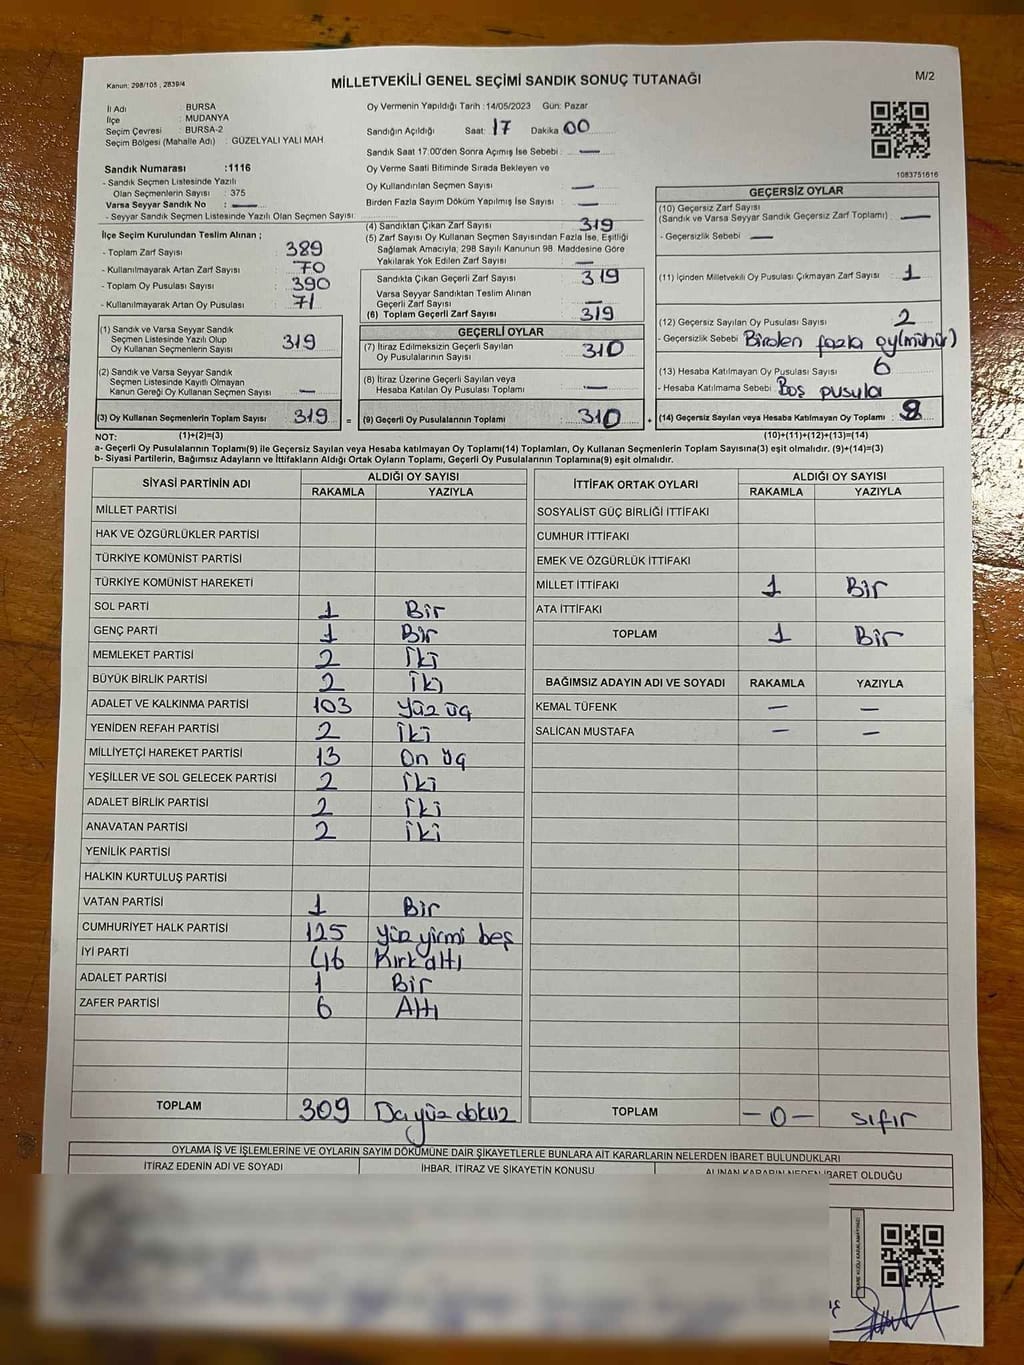 Kanun: 298/105 , 2839/4
MİLLETVEKİLİ GENEL SEÇİMİ SANDIK SONUÇ TUTANAĞI
M/2
İl Adı : BURSA
İlçe : MUDANYA
Seçim Çevresi : BURSA-2
Seçim Bölgesi (Mahalle Adı) : GÜZELYALI YALI MAH
Sandık Numarası :1116
- Sandık Seçmen Listesinde Yazılı
Olan Seçmenlerin Sayısı : 375
Varsa Seyyar Sandık No : —
- Seyyar Sandık Seçmen Listesinde Yazılı Olan Seçmen Sayısı:
Oy Vermenin Yapıldığı Tarih :14/05/2023 Gün: Pazar
Sandığın Açıldığı Saat: 17 Dakika 00
Sandık Saat 17:00'den Sonra Açımış İse Sebebi : —
Oy Verme Saati Bitiminde Sırada Bekleyen ve
Oy Kullandırılan Seçmen Sayısı —
Birden Fazla Sayım Döküm Yapılmış İse Sayısı : —
1083751616
İlçe Seçim Kurulundan Teslim Alınan ;
- Toplam Zarf Sayısı : 389
- Kullanılmayarak Artan Zarf Sayısı : 70
- Toplam Oy Pusulası Sayısı : 390
- Kullanılmayarak Artan Oy Pusulası : 71
(1) Sandık ve Varsa Seyyar Sandık
Seçmen Listesinde Yazılı Olup
Oy Kullanan Seçmenlerin Sayısı : 319
(2) Sandık ve Varsa Seyyar Sandık
Seçmen Listesinde Kayıtlı Olmayan
Kanun Gereği Oy Kullanan Seçmen Sayısı : —
(3) Oy Kullanan Seçmenlerin Toplam Sayısı : 319 =
(4) Sandıktan Çıkan Zarf Sayısı : 319
(5) Zarf Sayısı Oy Kullanan Seçmen Sayısından Fazla İse, Eşitliği
Sağlamak Amacıyla, 298 Sayılı Kanunun 98. Maddesine Göre
Yakılarak Yok Edilen Zarf Sayısı : —
Sandıkta Çıkan Geçerli Zarf Sayısı : 319
Varsa Seyyar Sandıktan Teslim Alınan
Geçerli Zarf Sayısı : —
(6) Toplam Geçerli Zarf Sayısı : 319
GEÇERLİ OYLAR
(7) İtiraz Edilmeksizin Geçerli Sayılan
Oy Pusulalarının Sayısı : 310
(8) İtiraz Üzerine Geçerli Sayılan veya
Hesaba Katılan Oy Pusulası Toplamı : —
(9) Geçerli Oy Pusulalarının Toplamı : 310 +
GEÇERSİZ OYLAR
(10) Geçersiz Zarf Sayısı
(Sandık ve Varsa Seyyar Sandık Geçersiz Zarf Toplamı) : —
- Geçersizlik Sebebi : —
(11) İçinden Milletvekili Oy Pusulası Çıkmayan Zarf Sayısı : 1
(12) Geçersiz Sayılan Oy Pusulası Sayısı : 2
- Geçersizlik Sebebi : Birden fazla oy(mühür)
(13) Hesaba Katılmayan Oy Pusulası Sayısı : 6
- Hesaba Katılmama Sebebi : Boş pusula
(14) Geçersiz Sayılan veya Hesaba Katılmayan Oy Toplamı : 9
NOT: (1)+(2)=(3) (10)+(11)+(12)+(13)=(14)
a- Geçerli Oy Pusulalarının Toplamı(9) ile Geçersiz Sayılan veya Hesaba katılmayan Oy Toplamı(14) Toplamları, Oy Kullanan Seçmenlerin Toplam Sayısına(3) eşit olmalıdır. (9)+(14)=(3)
b- Siyasi Partilerin, Bağımsız Adayların ve İttifakların Aldığı Ortak Oyların Toplamı, Geçerli Oy Pusulalarının Toplamına(9) eşit olmalıdır.
SİYASİ PARTİNİN ADI ALDIĞI OY SAYISI
RAKAMLA YAZIYLA
MİLLET PARTİSİ
HAK VE ÖZGÜRLÜKLER PARTİSİ
TÜRKİYE KOMÜNİST PARTİSİ
TÜRKİYE KOMÜNİST HAREKETİ
SOL PARTİ 1 Bir
GENÇ PARTİ 1 Bir
MEMLEKET PARTİSİ 2 İki
BÜYÜK BİRLİK PARTİSİ 2 İki
ADALET VE KALKINMA PARTİSİ 103 Yüz üç
YENİDEN REFAH PARTİSİ 2 İki
MİLLİYETÇİ HAREKET PARTİSİ 13 On üç
YEŞİLLER VE SOL GELECEK PARTİSİ 2 İki
ADALET BİRLİK PARTİSİ 2 İki
ANAVATAN PARTİSİ 2 İki
YENİLİK PARTİSİ
HALKIN KURTULUŞ PARTİSİ
VATAN PARTİSİ 1 Bir
CUMHURİYET HALK PARTİSİ 125 Yüz yirmi beş
İYİ PARTİ 46 Kırk altı
ADALET PARTİSİ 1 Bir
ZAFER PARTİSİ 6 Altı
TOPLAM 309 dokuz
İTTİFAK ORTAK OYLARI ALDIĞI OY SAYISI
RAKAMLA YAZIYLA
SOSYALİST GÜÇ BİRLİĞİ İTTİFAKI
CUMHUR İTTİFAKI
EMEK VE ÖZGÜRLÜK İTTİFAKI
MİLLET İTTİFAKI 1 Bir
ATA İTTİFAKI
TOPLAM 1 Bir
BAĞIMSIZ ADAYIN ADI VE SOYADI RAKAMLA YAZIYLA
KEMAL TÜFENK — —
SALİCAN MUSTAFA — —
TOPLAM —0— sıfır
OYLAMA İŞ VE İŞLEMLERİNE VE OYLARIN SAYIM DÖKÜMÜNE DAİR ŞİKAYETLERLE BUNLARA AİT KARARLARIN NELERDEN İBARET BULUNDUKLARI
İTİRAZ EDENİN ADI VE SOYADI İHBAR, İTİRAZ VE ŞİKAYETİN KONUSU ALINAN KARARIN NEDEN İBARET OLDUĞU